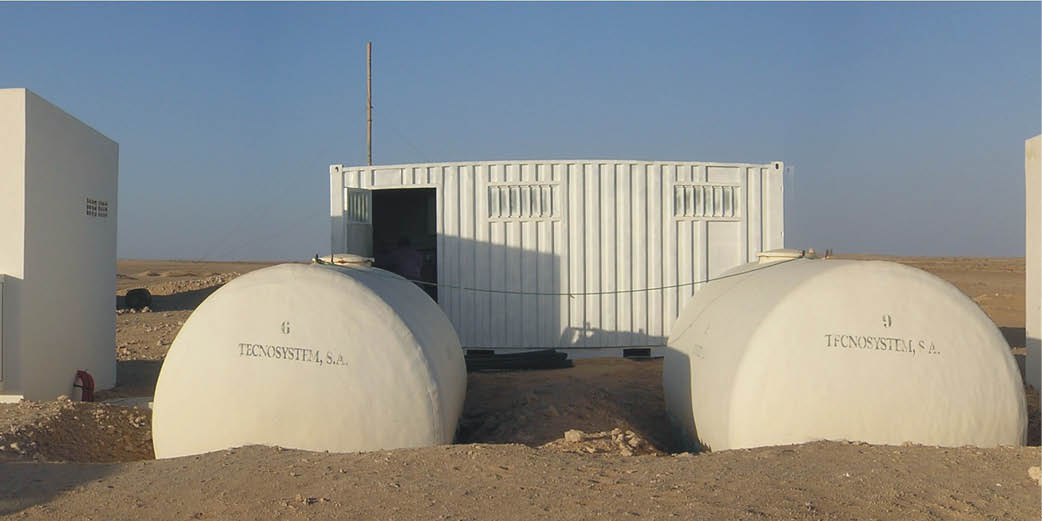 6
TECNOSYSTEM, S.A.
9
TECNOSYSTEM, S.A.